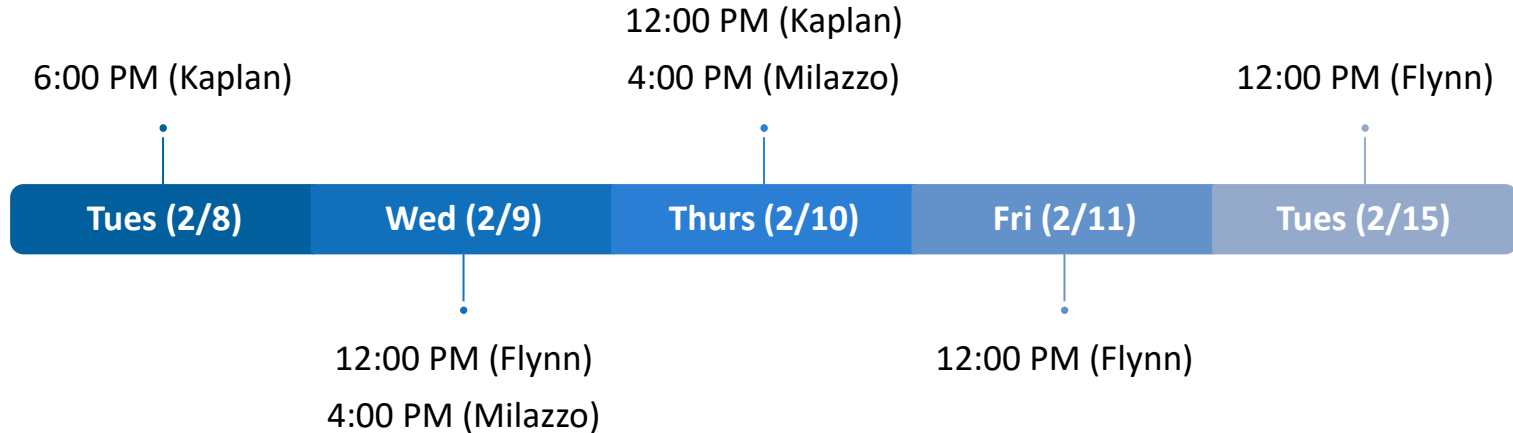 12:00 PM (Kaplan)
6:00 PM (Kaplan)
4:00 PM (Milazzo)
12:00 PM (Flynn)
Tues (2/8)
Wed (2/9)
Thurs (2/10)
Fri (2/11)
Tues (2/15)
12:00 PM (Flynn)
12:00 PM (Flynn)
4:00 PM (Milazzo)